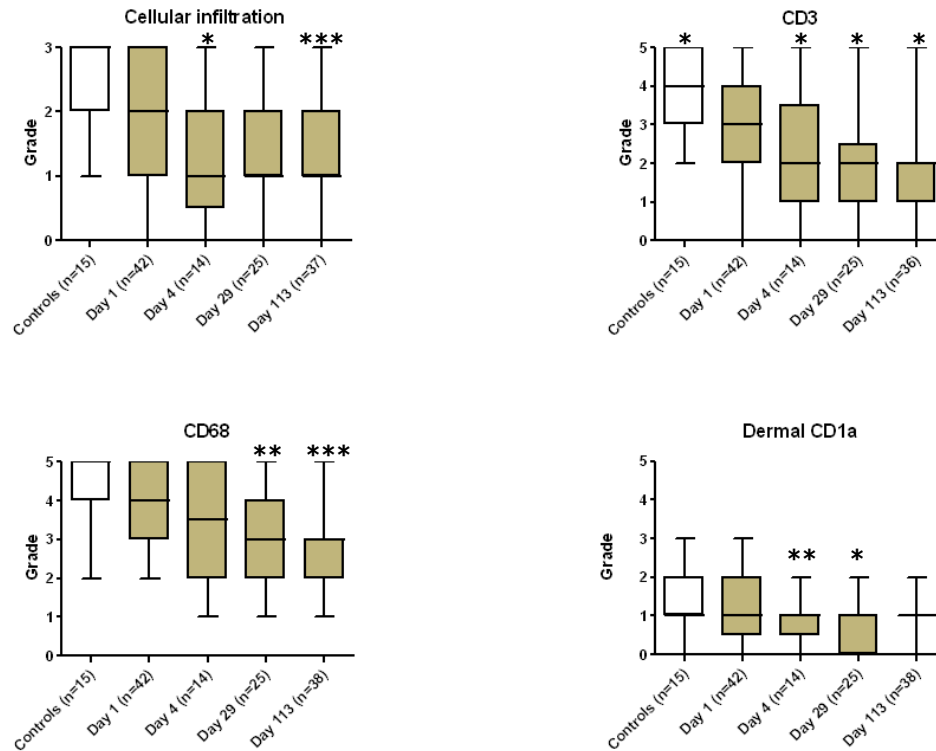 Cellular infiltration
* ***
3
2
1
0
Grade
Controls (n=15)
Day 1 (n=42)
Day 4 (n=14)
Day 29 (n=25)
Day 113 (n=37)
CD3
* * * *
5
4
3
2
1
0
Grade
Controls (n=15)
Day 1 (n=42)
Day 4 (n=14)
Day 29 (n=25)
Day 113 (n=36)
CD68
** ***
5
4
3
2
1
0
Grade
Controls (n=15)
Day 1 (n=42)
Day 4 (n=14)
Day 29 (n=25)
Day 113 (n=38)
Dermal CD1a
** *
5
4
3
2
1
0
Grade
Controls (n=15)
Day 1 (n=42)
Day 4 (n=14)
Day 29 (n=25)
Day 113 (n=38)